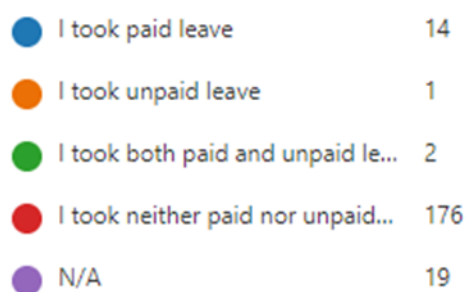 I took paid leave 14
I took unpaid leave 1
I took both paid and unpaid le... 2
I took neither paid nor unpaid... 176
N/A 19